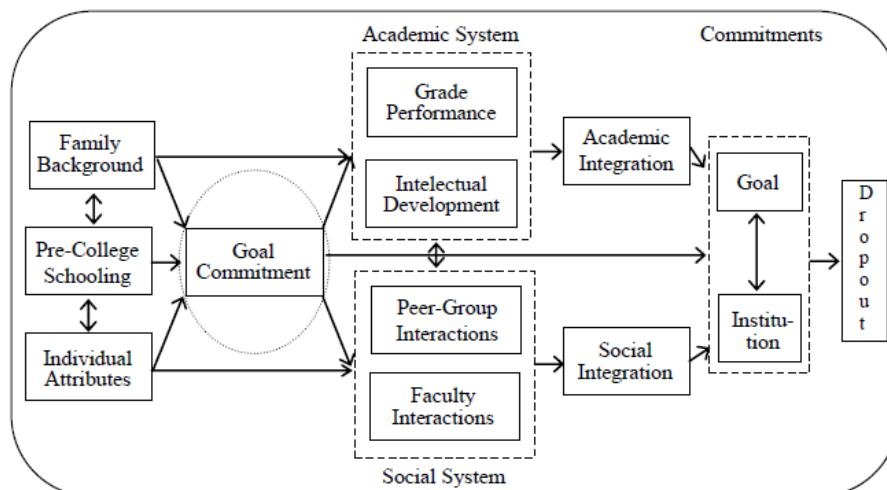 Academic System
Commitments
Grade
Performance
Family
Background
Academic
Integration
Intelectual
Development
Goal
Pre-College
Schooling
Goal
Commitment
Peer-Group
Interactions
Institu-
tion
Individual
Attributes
Social
Integration
Faculty
Interactions
Social System
D
r
o
p
o
u
t